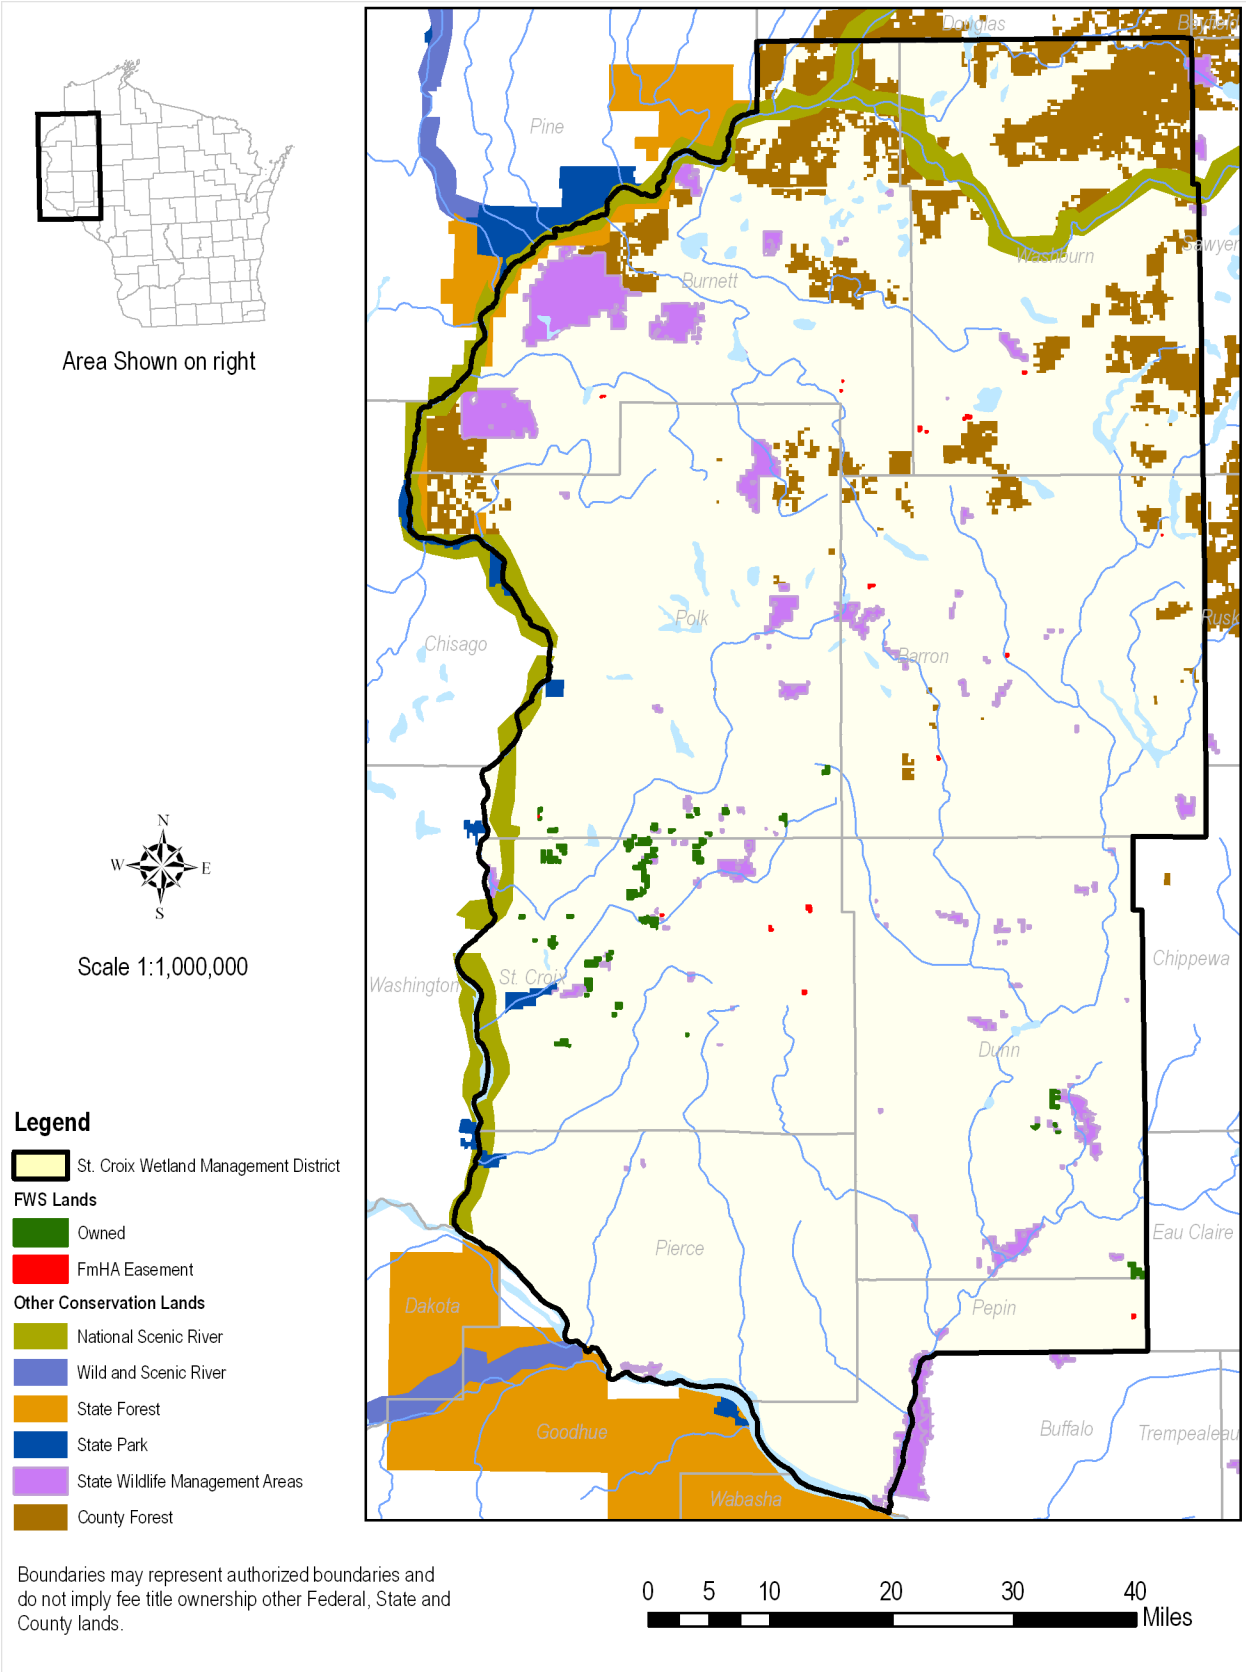 Area Shown on right
N
W
E
S
Scale 1:1,000,000
Legend
St. Croix Wetland Management District
FWS Lands
Owned
FmHA Easement
Other Conservation Lands
National Scenic River
Wild and Scenic River
State Forest
State Park
State Wildlife Management Areas
County Forest
Boundaries may represent authorized boundaries and
do not imply fee title ownership other Federal, State and
County lands.
Douglas
Bayfield
Pine
Sawyer
Washburn
Burnett
Polk
Rusk
Chisago
Barron
Chippewa
Washington
St. Croix
Dunn
Eau Claire
Pierce
Dakota
Pepin
Buffalo
Trempealeau
Goodhue
Wabasha
0 5 10 20 30 40
Miles